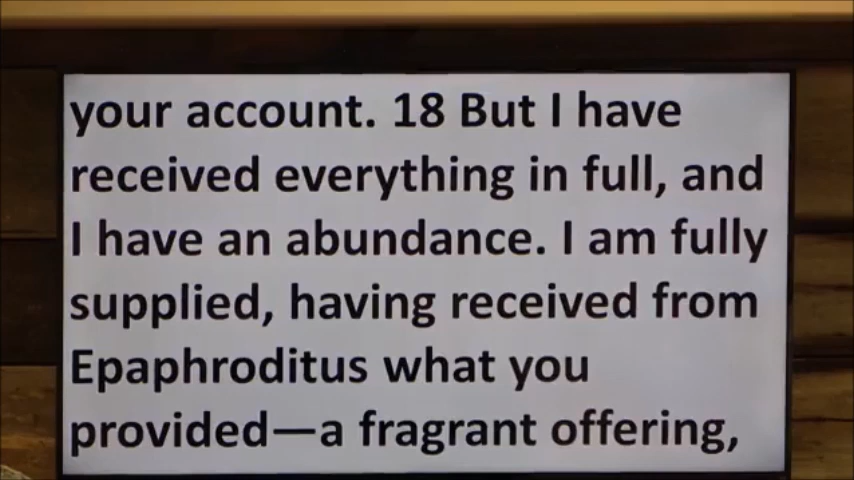 your account. 18 But I have
received everything in full, and
I have an abundance. I am fully
supplied, having received from
Epaphroditus what you
provided—a fragrant offering,